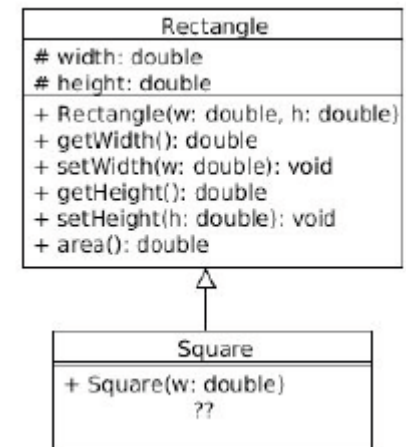 Rectangle
# width: double
# height: double
+ Rectangle(w: double, h: double)
+ getWidth(): double
+ setWidth(w: double): void
+ getHeight(): double
+ setHeight(h: double): void
+ area(): double
Square
+ Square(w: double)
??